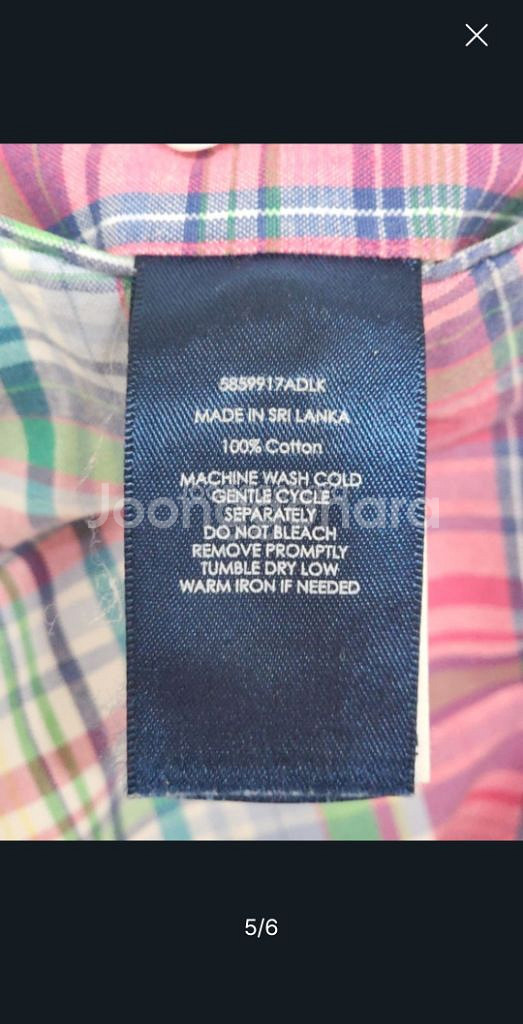 5859917ADLK
MADE IN SRI LANKA
100% Cotton
MACHINE WASH COLD
GENTLE CYCLE
SEPARATELY
DO NOT BLEACH
REMOVE PROMPTLY
TUMBLE DRY LOW
WARM IRON IF NEEDED
5/6